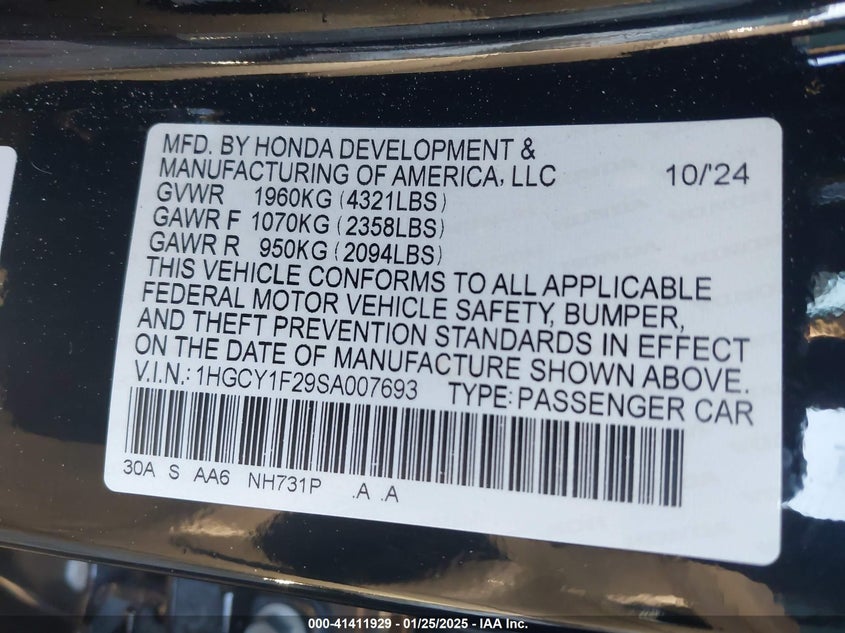 MFD. BY HONDA DEVELOPMENT &
MANUFACTURING OF AMERICA, LLC 10/'24
GVWR 1960KG (4321LBS)
GAWR F 1070KG (2358LBS)
GAWR R 950KG (2094LBS)
THIS VEHICLE CONFORMS TO ALL APPLICABLE
FEDERAL MOTOR VEHICLE SAFETY, BUMPER,
AND THEFT PREVENTION STANDARDS IN EFFECT
ON THE DATE OF MANUFACTURE SHOWN ABOVE.
V.I.N.: 1HGCY1F29SA007693 TYPE: PASSENGER CAR
30A S AA6 NH731P .A .A
000-41411929 - 01/25/2025 - IAA Inc.